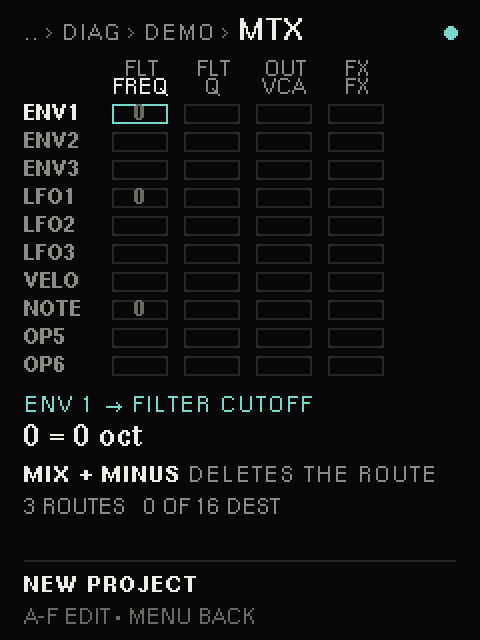 ..> DIAG > DEMO > MTX
FLT FLT OUT FX
FREQ Q VCA FX
ENV1 0
ENV2
ENV3
LFO1 0
LFO2
LFO3
VELO
NOTE 0
OP5
OP6
ENV 1 → FILTER CUTOFF
0 = 0 oct
MIX + MINUS DELETES THE ROUTE
3 ROUTES 0 OF 16 DEST
NEW PROJECT
A-F EDIT · MENU BACK